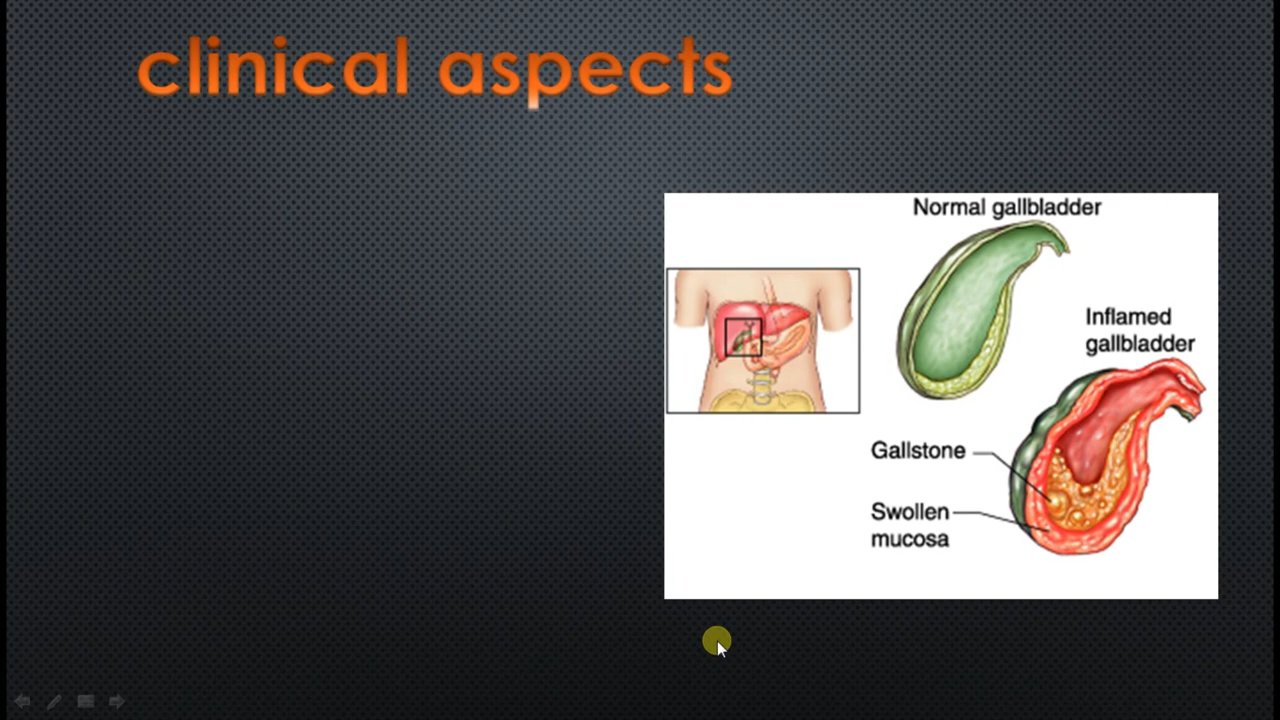 clinical aspects
Normal gallbladder
Inflamed
gallbladder
Gallstone
Swollen
mucosa